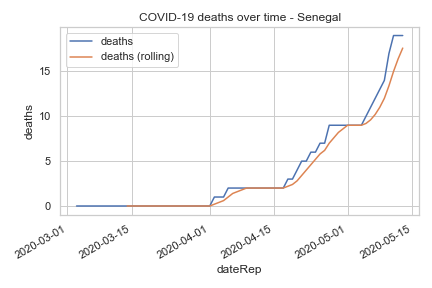 COVID-19 deaths over time - Senegal
deaths
deaths (rolling)
deaths
15
10
5
0
2020-03-01
2020-03-15
2020-04-01
2020-04-15
2020-05-01
2020-05-15
dateRep